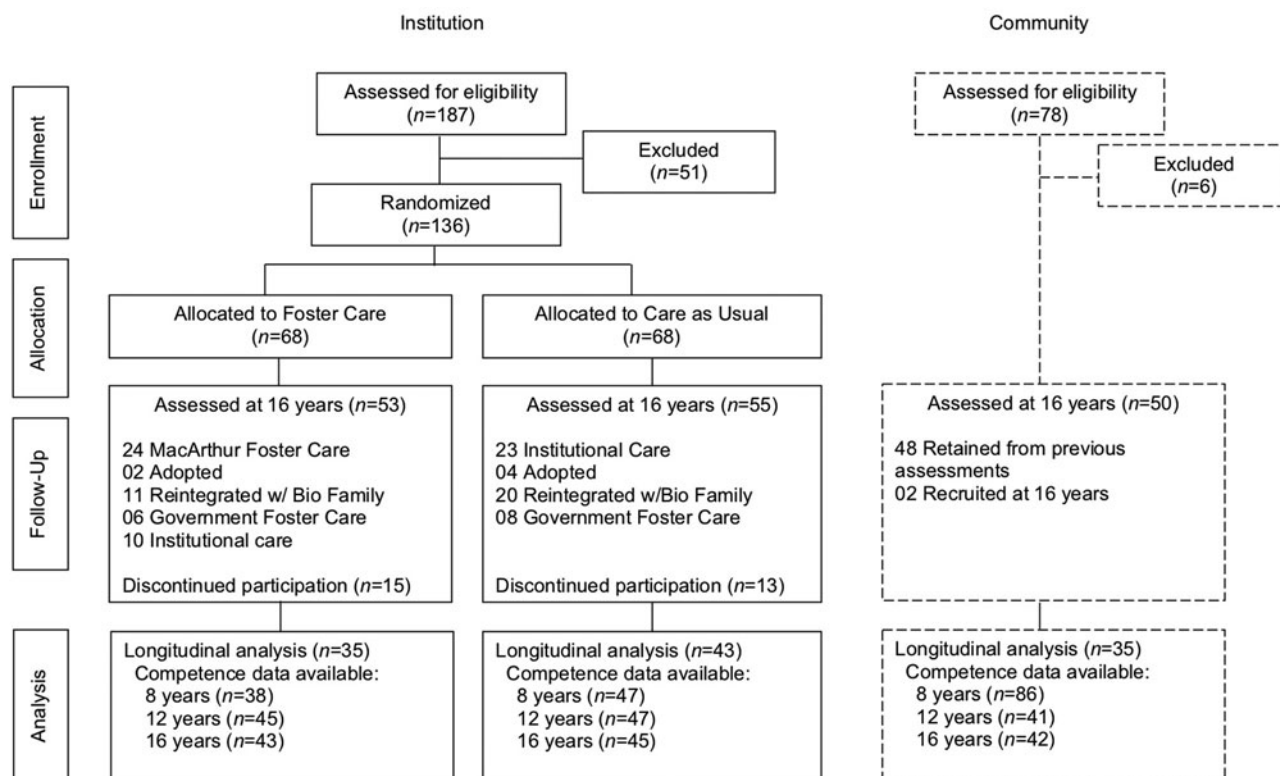 Institution
Community
Enrollment
Assessed for eligibility
(n=187)
Excluded
(n=51)
Randomized
(n=136)
Assessed for eligibility
(n=78)
Excluded
(n=6)
Allocation
Allocated to Foster Care
(n=68)
Allocated to Care as Usual
(n=68)
Follow-Up
Assessed at 16 years (n=53)
24 MacArthur Foster Care
02 Adopted
11 Reintegrated w/ Bio Family
06 Government Foster Care
10 Institutional care
Discontinued participation (n=15)
Assessed at 16 years (n=55)
23 Institutional Care
04 Adopted
20 Reintegrated w/Bio Family
08 Government Foster Care
Discontinued participation (n=13)
Assessed at 16 years (n=50)
48 Retained from previous
assessments
02 Recruited at 16 years
Analysis
Longitudinal analysis (n=35)
Competence data available:
8 years (n=38)
12 years (n=45)
16 years (n=43)
Longitudinal analysis (n=43)
Competence data available:
8 years (n=47)
12 years (n=47)
16 years (n=45)
Longitudinal analysis (n=35)
Competence data available:
8 years (n=86)
12 years (n=41)
16 years (n=42)